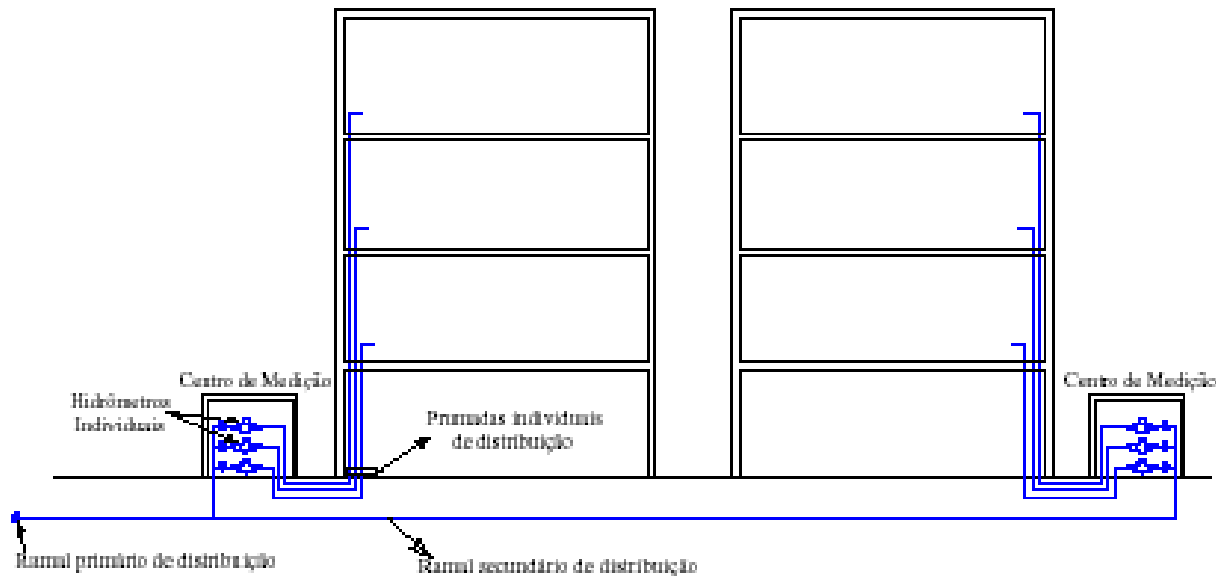 Centro de Medição
Centro de Medição
Hidrômetros
Individuais
Prumadas individuais
de distribuição
Ramal primário de distribuição
Ramal secundário de distribuição